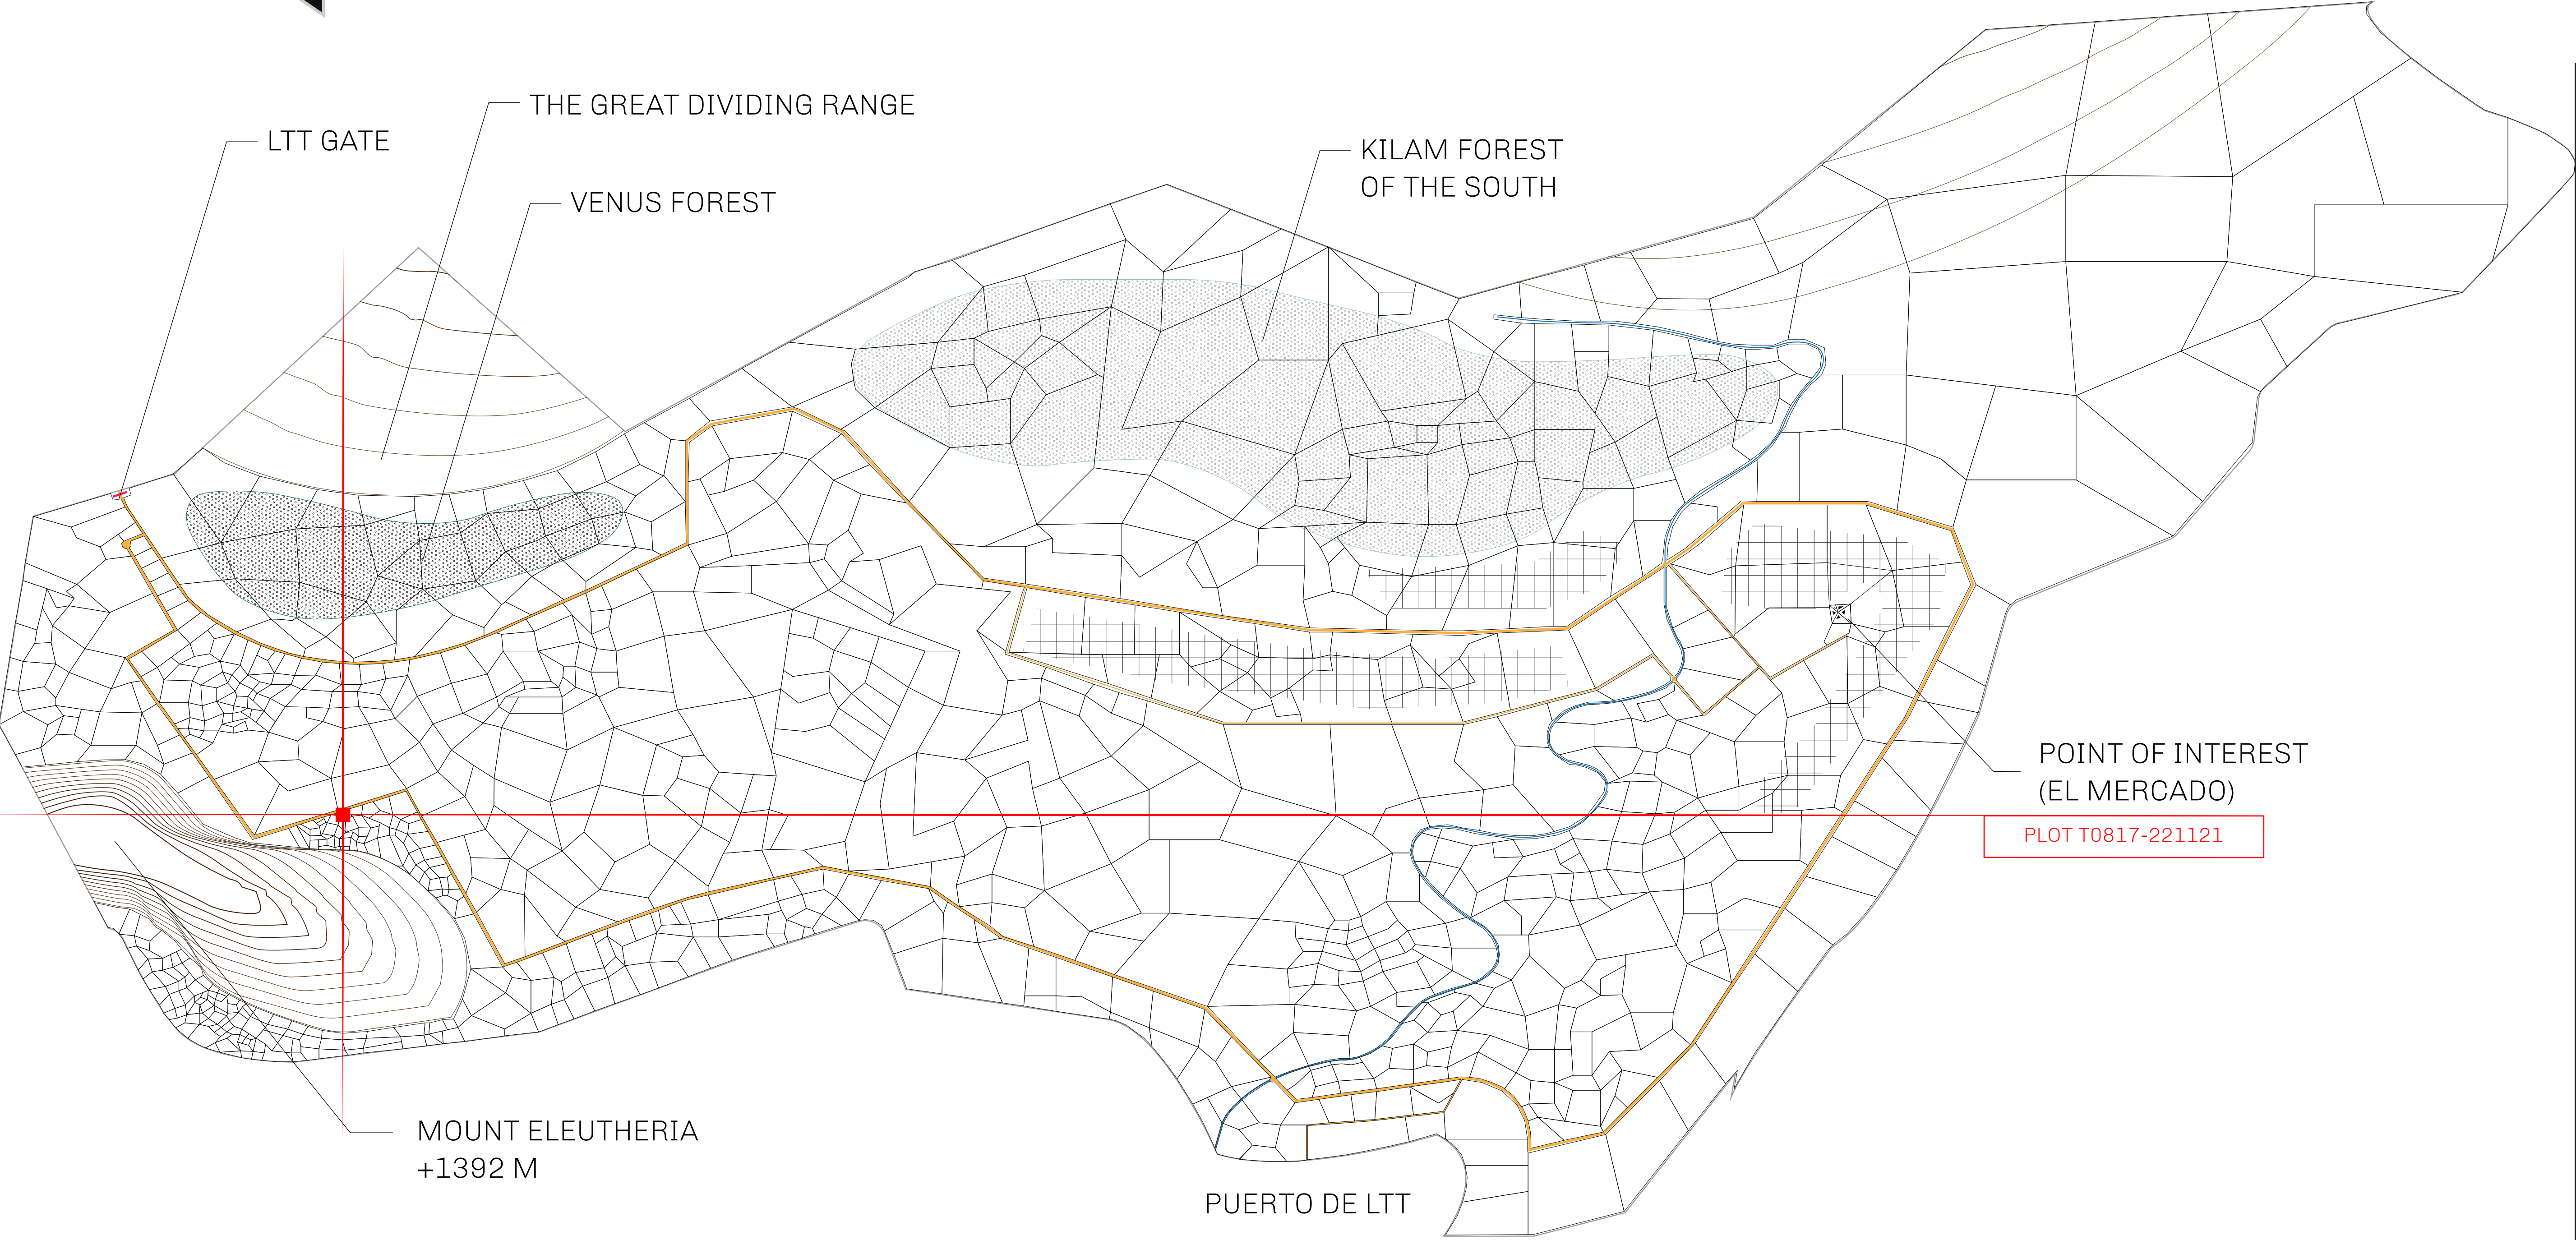 THE GREAT DIVIDING RANGE
LTT GATE
KILAM FOREST
OF THE SOUTH
VENUS FOREST
POINT OF INTEREST
(EL MERCADO)
PLOT T0817-221121
MOUNT ELEUTHERIA
+1392 M
PUERTO DE LTT